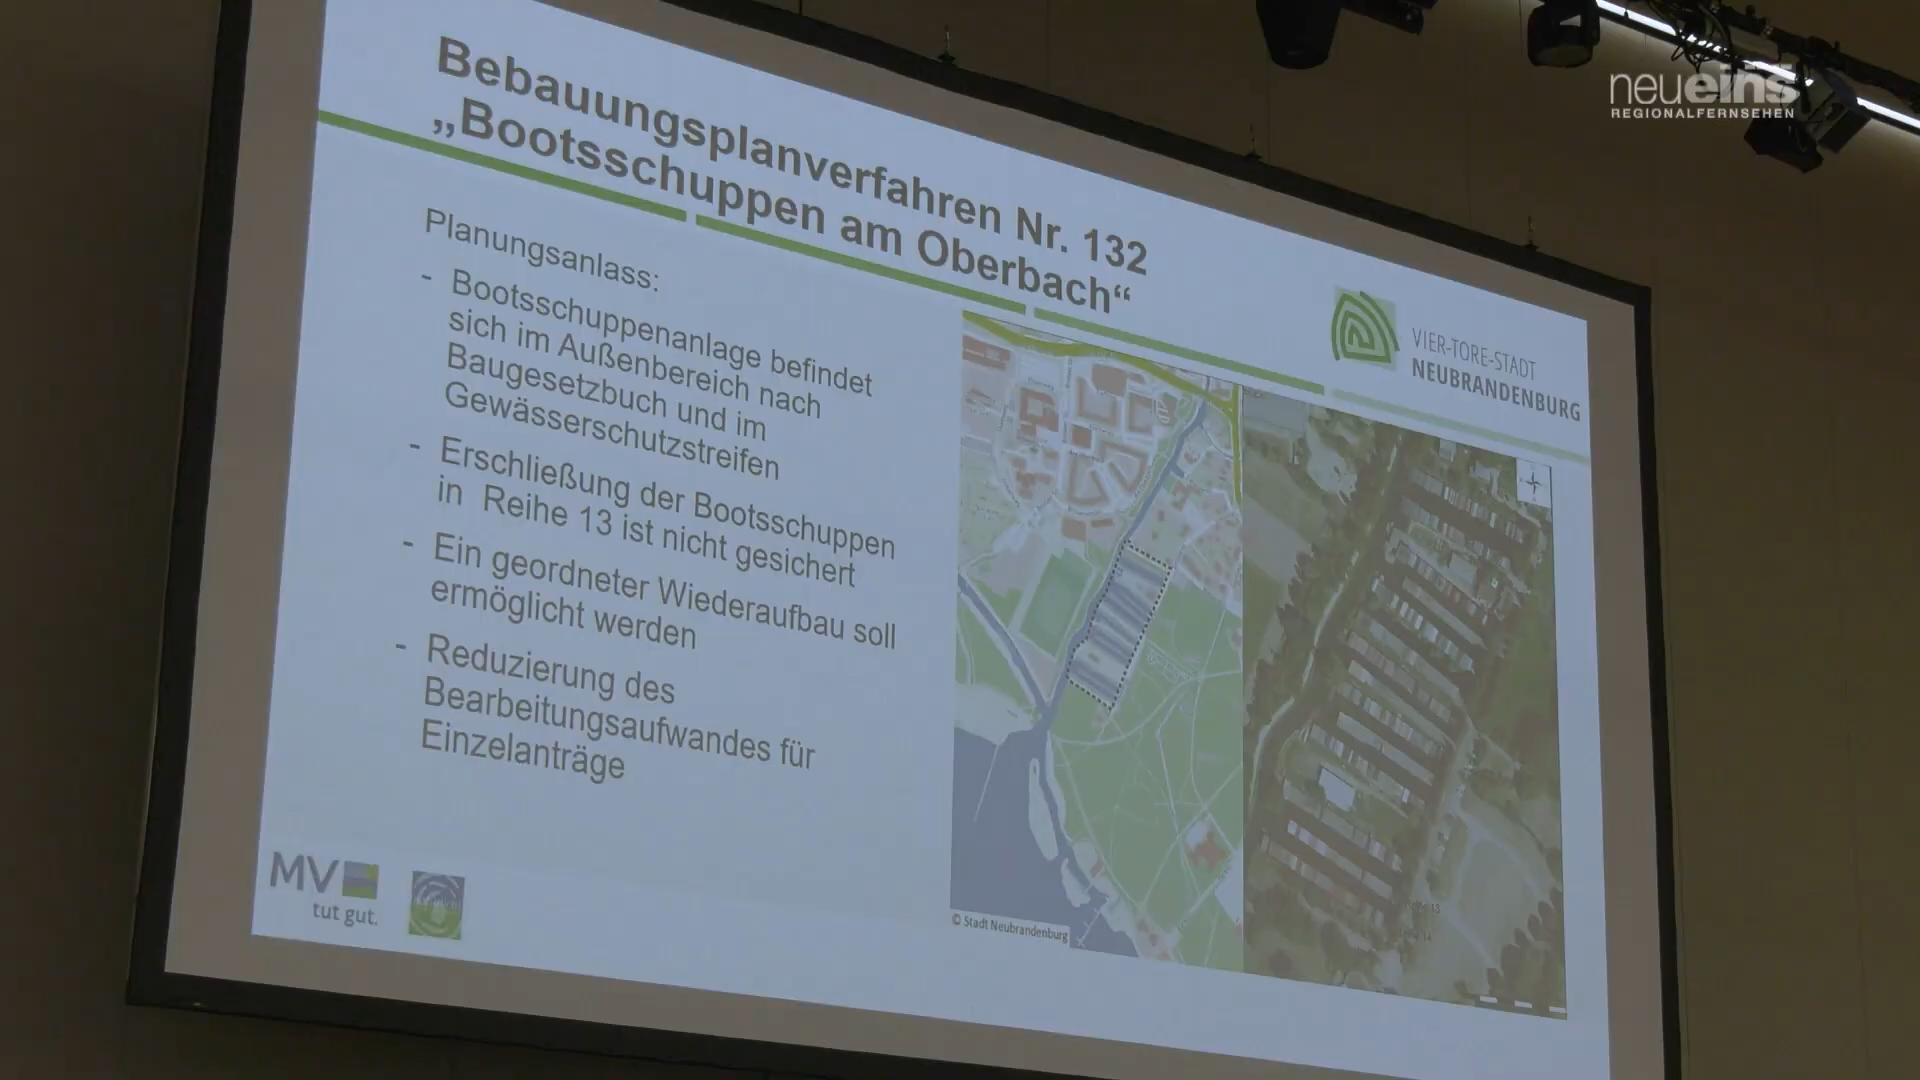 neueins
REGIONALFERNSEHEN
Bebauungsplanverfahren Nr. 132
„Bootsschuppen am Oberbach“
VIER-TORE-STADT
NEUBRANDENBURG
Planungsanlass:
- Bootsschuppenanlage befindet
sich im Außenbereich nach
Baugesetzbuch und im
Gewässerschutzstreifen
- Erschließung der Bootsschuppen
in Reihe 13 ist nicht gesichert
- Ein geordneter Wiederaufbau soll
ermöglicht werden
- Reduzierung des
Bearbeitungsaufwandes für
Einzelanträge
MV
tut gut.
© Stadt Neubrandenburg